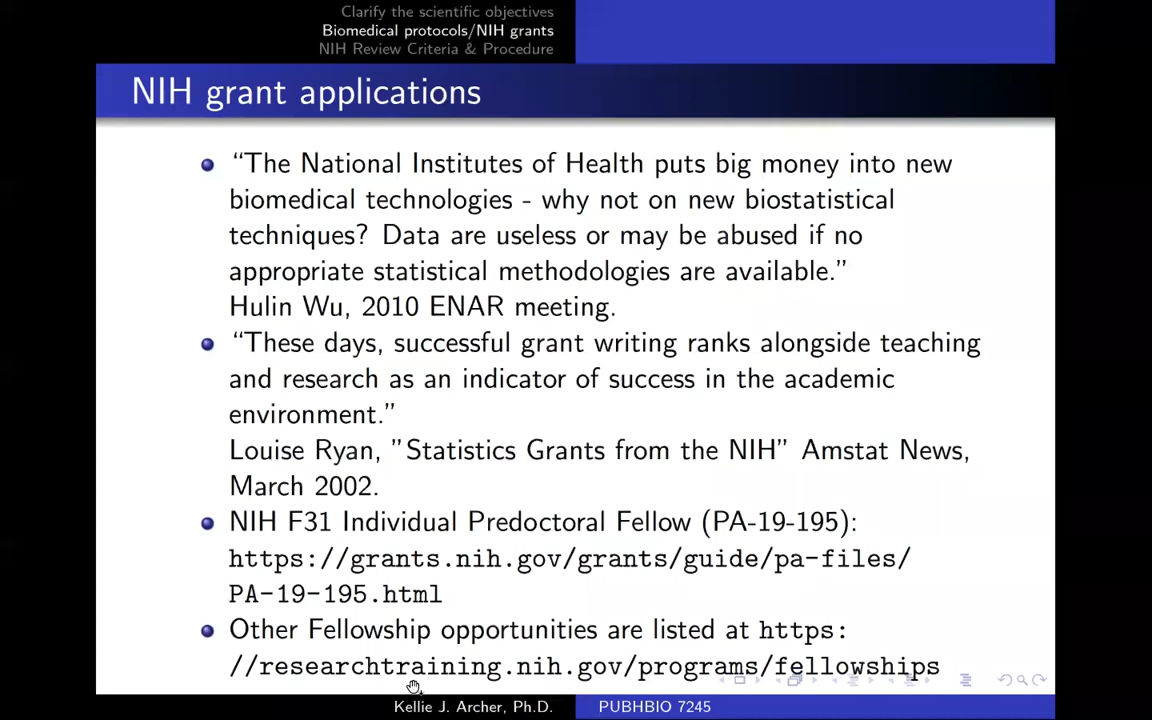 Clarify the scientific objectives
Biomedical protocols/NIH grants
NIH Review Criteria & Procedure
NIH grant applications
“The National Institutes of Health puts big money into new
biomedical technologies - why not on new biostatistical
techniques? Data are useless or may be abused if no
appropriate statistical methodologies are available.”
Hulin Wu, 2010 ENAR meeting.
“These days, successful grant writing ranks alongside teaching
and research as an indicator of success in the academic
environment.”
Louise Ryan, ”Statistics Grants from the NIH” Amstat News,
March 2002.
NIH F31 Individual Predoctoral Fellow (PA-19-195):
https://grants.nih.gov/grants/guide/pa-files/
PA-19-195.html
Other Fellowship opportunities are listed at https:
//researchtraining.nih.gov/programs/fellowships
Kellie J. Archer, Ph.D.
PUBHBIO 7245